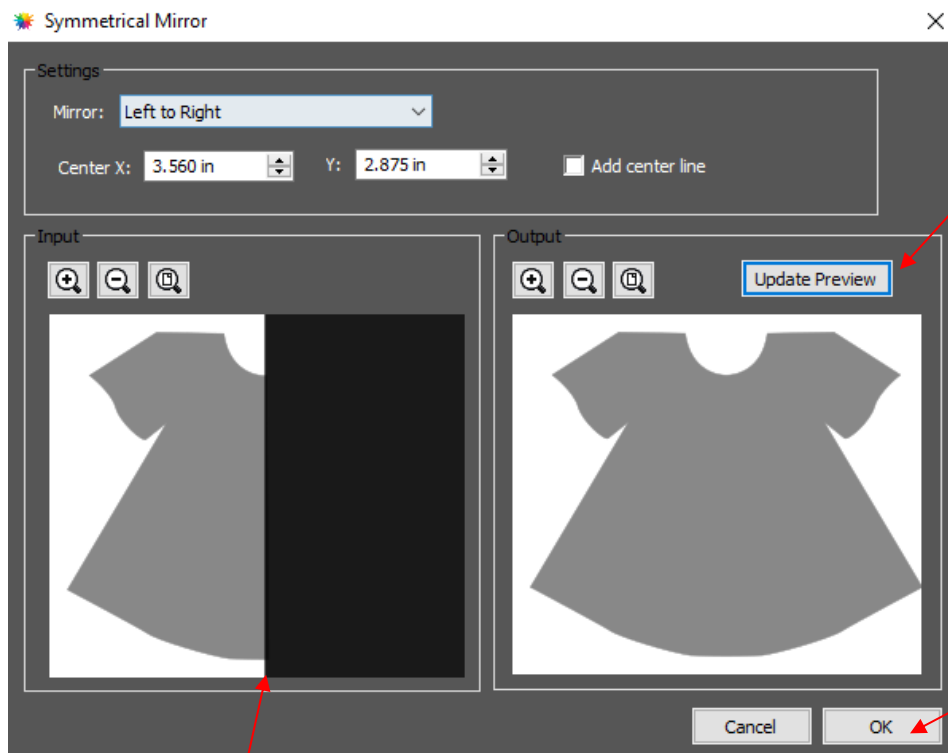 Symmetrical Mirror
Settings
Mirror: Left to Right
Center X: 3.560 in Y: 2.875 in Add center line
Input
Output
Update Preview
Cancel OK